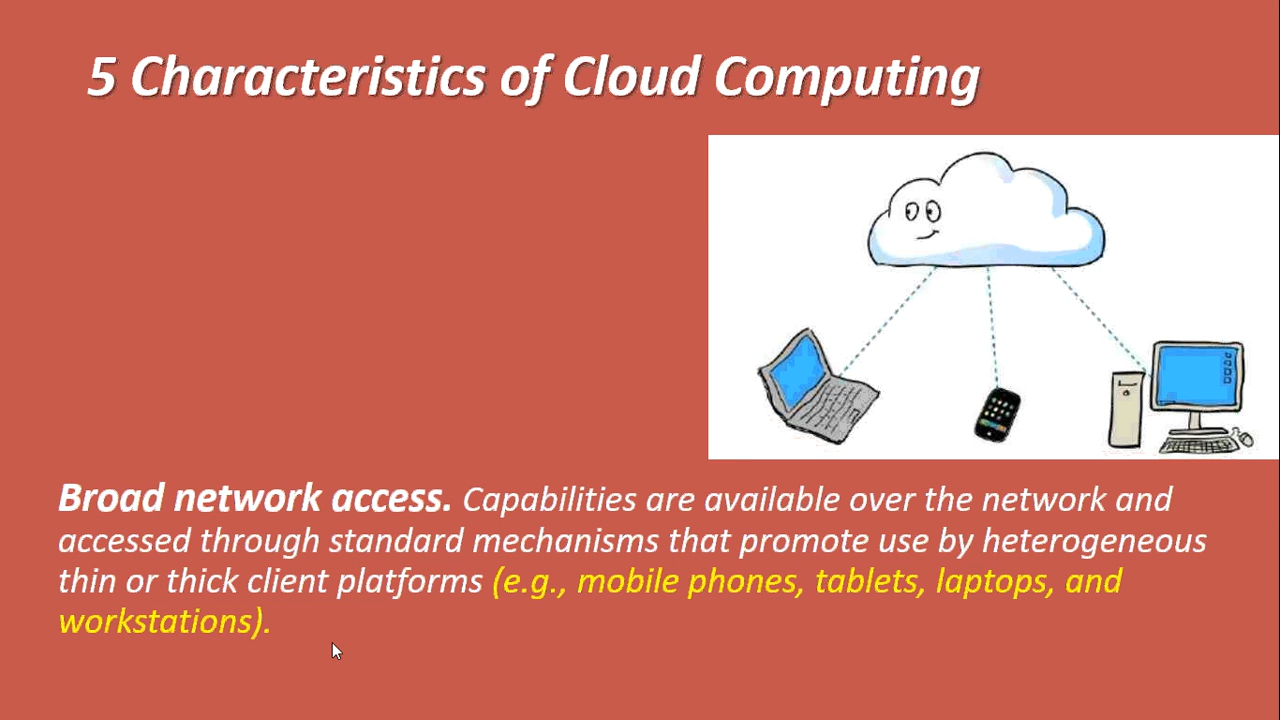 5 Characteristics of Cloud Computing
Broad network access. Capabilities are available over the network and
accessed through standard mechanisms that promote use by heterogeneous
thin or thick client platforms (e.g., mobile phones, tablets, laptops, and
workstations).